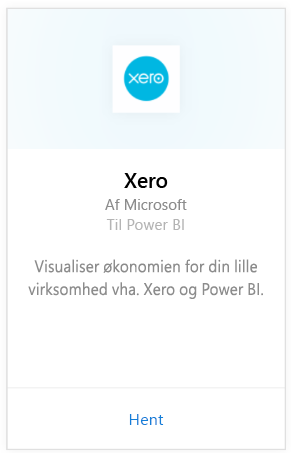 xero
Xero
Af Microsoft
Til Power BI
Visualiser økonomien for din lille
virksomhed vha. Xero og Power BI.
Hent